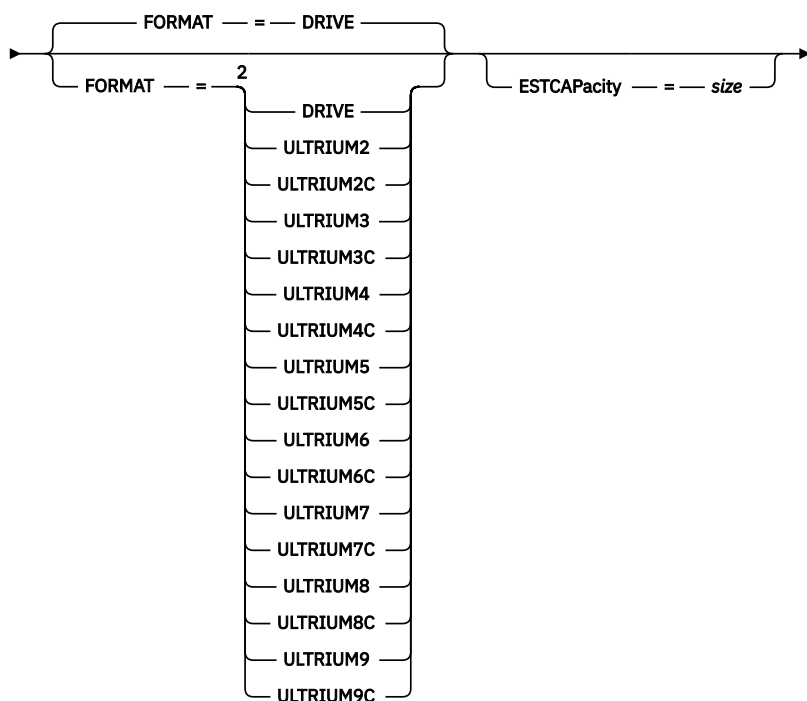 FORMAT = DRIVE
FORMAT = 2 ESTCAPacity = size
DRIVE
ULTRIUM2
ULTRIUM2C
ULTRIUM3
ULTRIUM3C
ULTRIUM4
ULTRIUM4C
ULTRIUM5
ULTRIUM5C
ULTRIUM6
ULTRIUM6C
ULTRIUM7
ULTRIUM7C
ULTRIUM8
ULTRIUM8C
ULTRIUM9
ULTRIUM9C